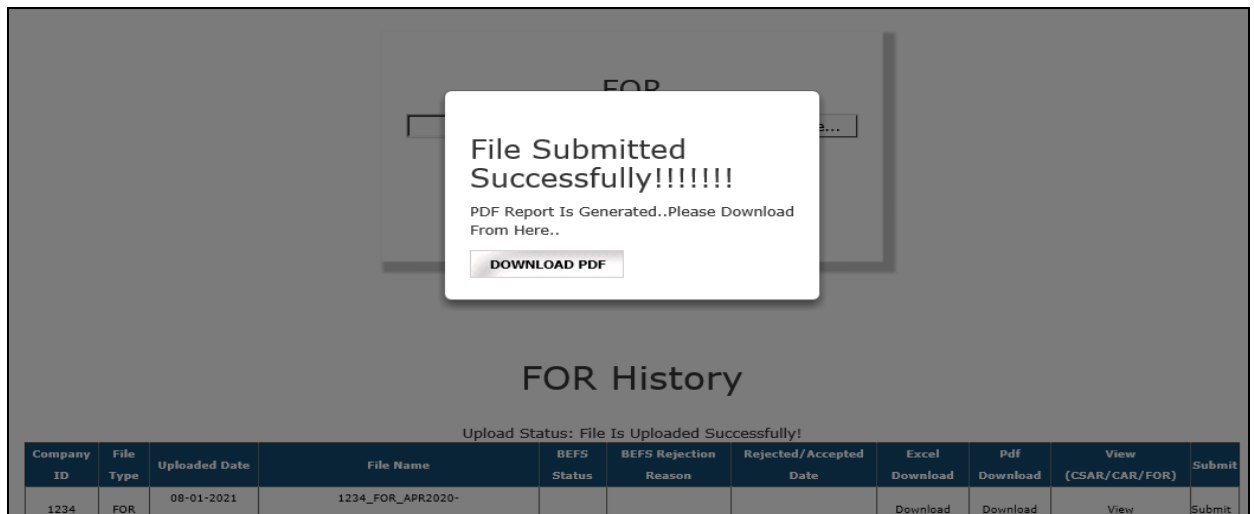 FOR
e...
File Submitted
Successfully!!!!!!!
PDF Report Is Generated..Please Download
From Here..
DOWNLOAD PDF
FOR History
Upload Status: File Is Uploaded Successfully!
Company ID File Type Uploaded Date File Name BEFS Status BEFS Rejection Reason Rejected/Accepted Date Excel Download Pdf Download View (CSAR/CAR/FOR) Submit
1234 FOR 08-01-2021 1234_FOR_APR2020- Download Download View Submit